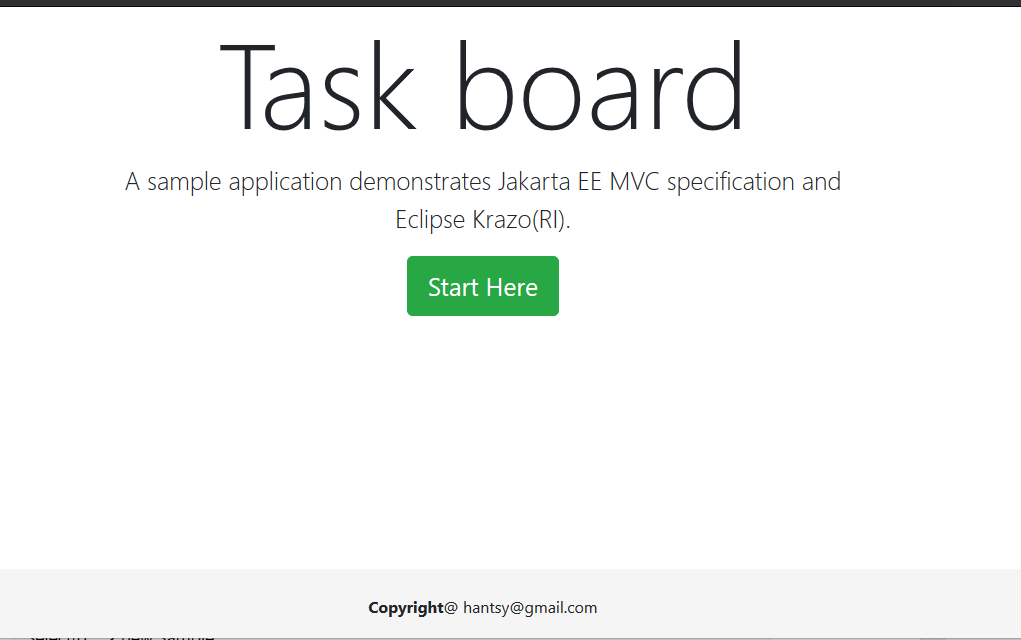 Task board
A sample application demonstrates Jakarta EE MVC specification and
Eclipse Krazo(RI).
Start Here
Copyright@ hantsy@gmail.com